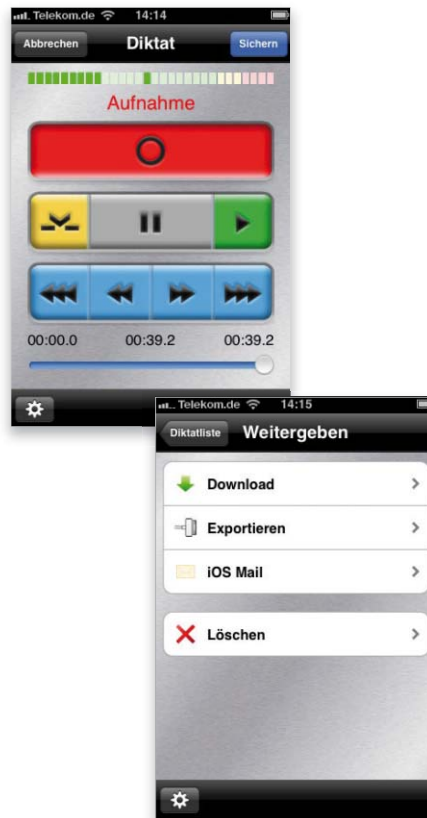 Telekom.de 14:14
Abbrechen Diktat Sichern
Aufnahme
00:00.0 00:39.2 00:39.2
Telekom.de 14:15
Diktatliste Weitergeben
Download
Exportieren
iOS Mail
Löschen